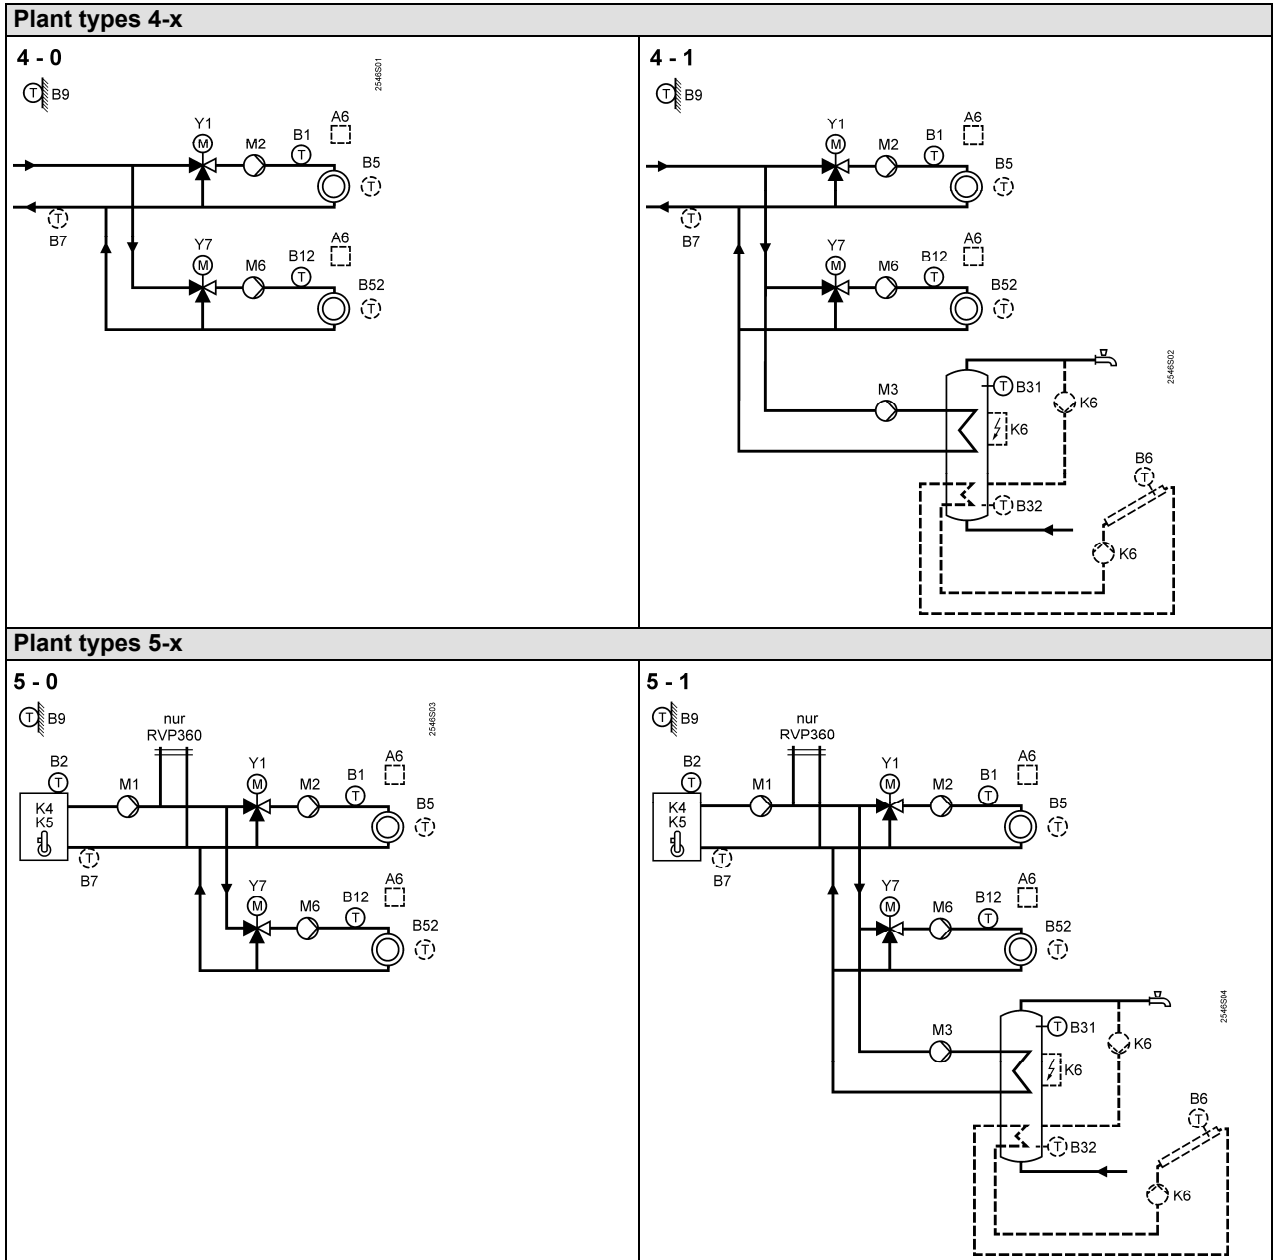 Plant types 4-x
4 - 0
2546S01
T B9
A6
Y1
M
M2
B1
T
B5
T
T
B7
A6
Y7
M
M6
B12
T
B52
T
4 - 1
T B9
A6
Y1
M
M2
B1
T
B5
T
T
B7
A6
Y7
M
M6
B12
T
B52
T
2546S02
M3
T B31
K6
K6
B6
T
T B32
K6
Plant types 5-x
5 - 0
2546S03
T B9
nur
RVP360
B2
T
M1
A6
Y1
M
M2
B1
T
K4
K5
B5
T
T
B7
A6
Y7
M
M6
B12
T
B52
T
5 - 1
T B9
nur
RVP360
B2
T
M1
A6
Y1
M
M2
B1
T
K4
K5
B5
T
T
B7
A6
Y7
M
M6
B12
T
B52
T
2546S04
M3
T B31
K6
K6
B6
T
T B32
K6